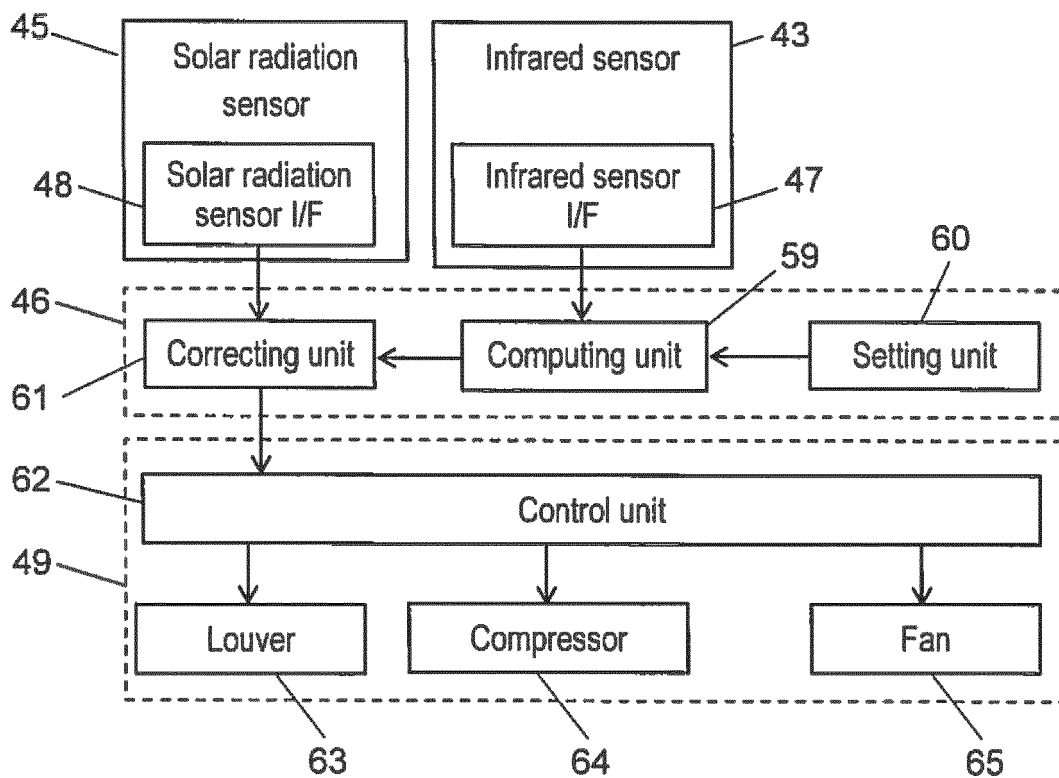 45
Solar radiation
sensor
Infrared sensor
43
48
Solar radiation
sensor I/F
Infrared sensor
I/F
47
59
60
46
Correcting unit
Computing unit
Setting unit
61
62
Control unit
49
Louver
Compressor
Fan
63
64
65